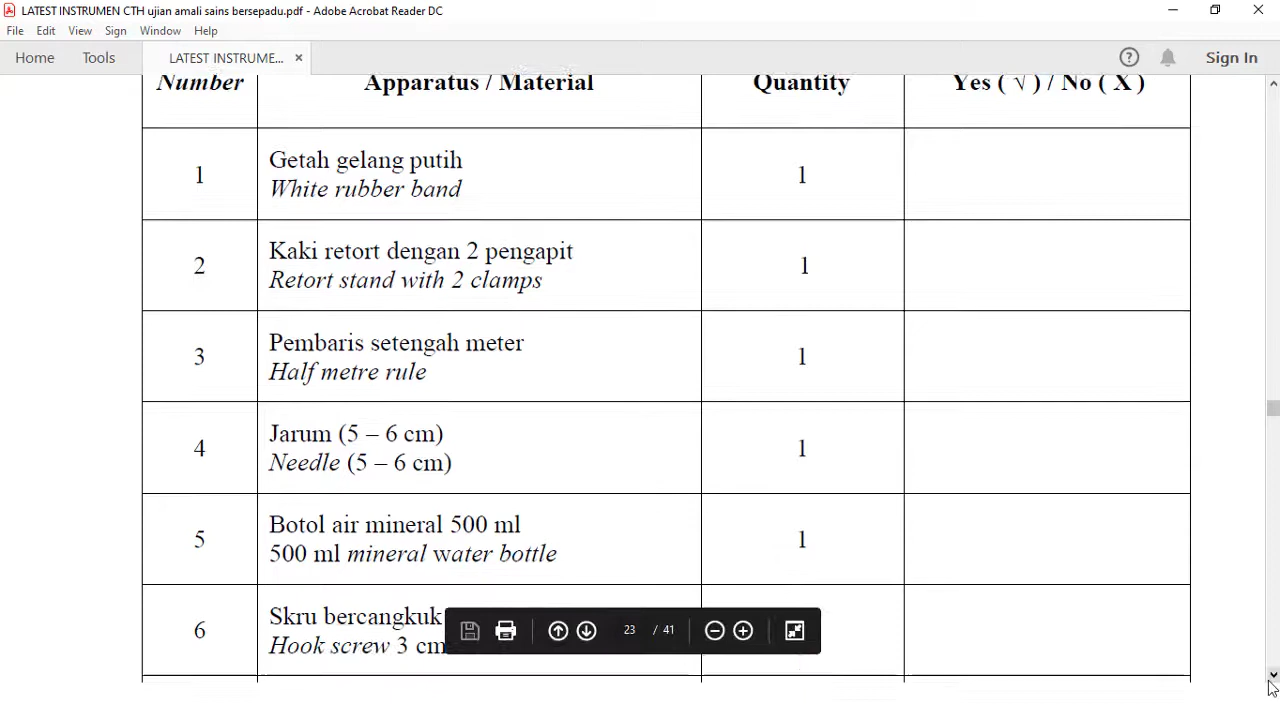 LATEST INSTRUMEN CTH ujian amali sains bersepadu.pdf - Adobe Acrobat Reader DC
File Edit View Sign Window Help
Home Tools LATEST INSTRUME... × Sign In
Number Apparatus / Material Quantity Yes ( √ ) / No ( X )
1 Getah gelang putih 1
White rubber band
2 Kaki retort dengan 2 pengapit 1
Retort stand with 2 clamps
3 Pembaris setengah meter 1
Half metre rule
4 Jarum (5 – 6 cm) 1
Needle (5 – 6 cm)
5 Botol air mineral 500 ml 1
500 ml mineral water bottle
6 Skru bercangkuk
Hook screw 3 cm
23 / 41